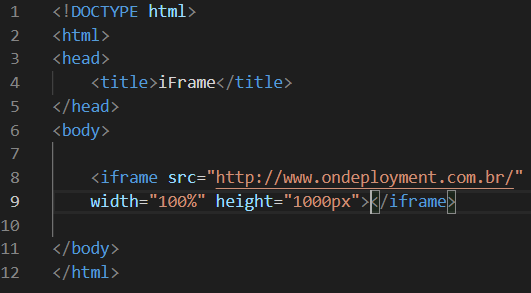 1 <!DOCTYPE html>
2 <html>
3 <head>
4 <title>iFrame</title>
5 </head>
6 <body>
7
8 <iframe src="http://www.ondeployment.com.br/"
9 width="100%" height="1000px"></iframe>
10
11 </body>
12 </html>